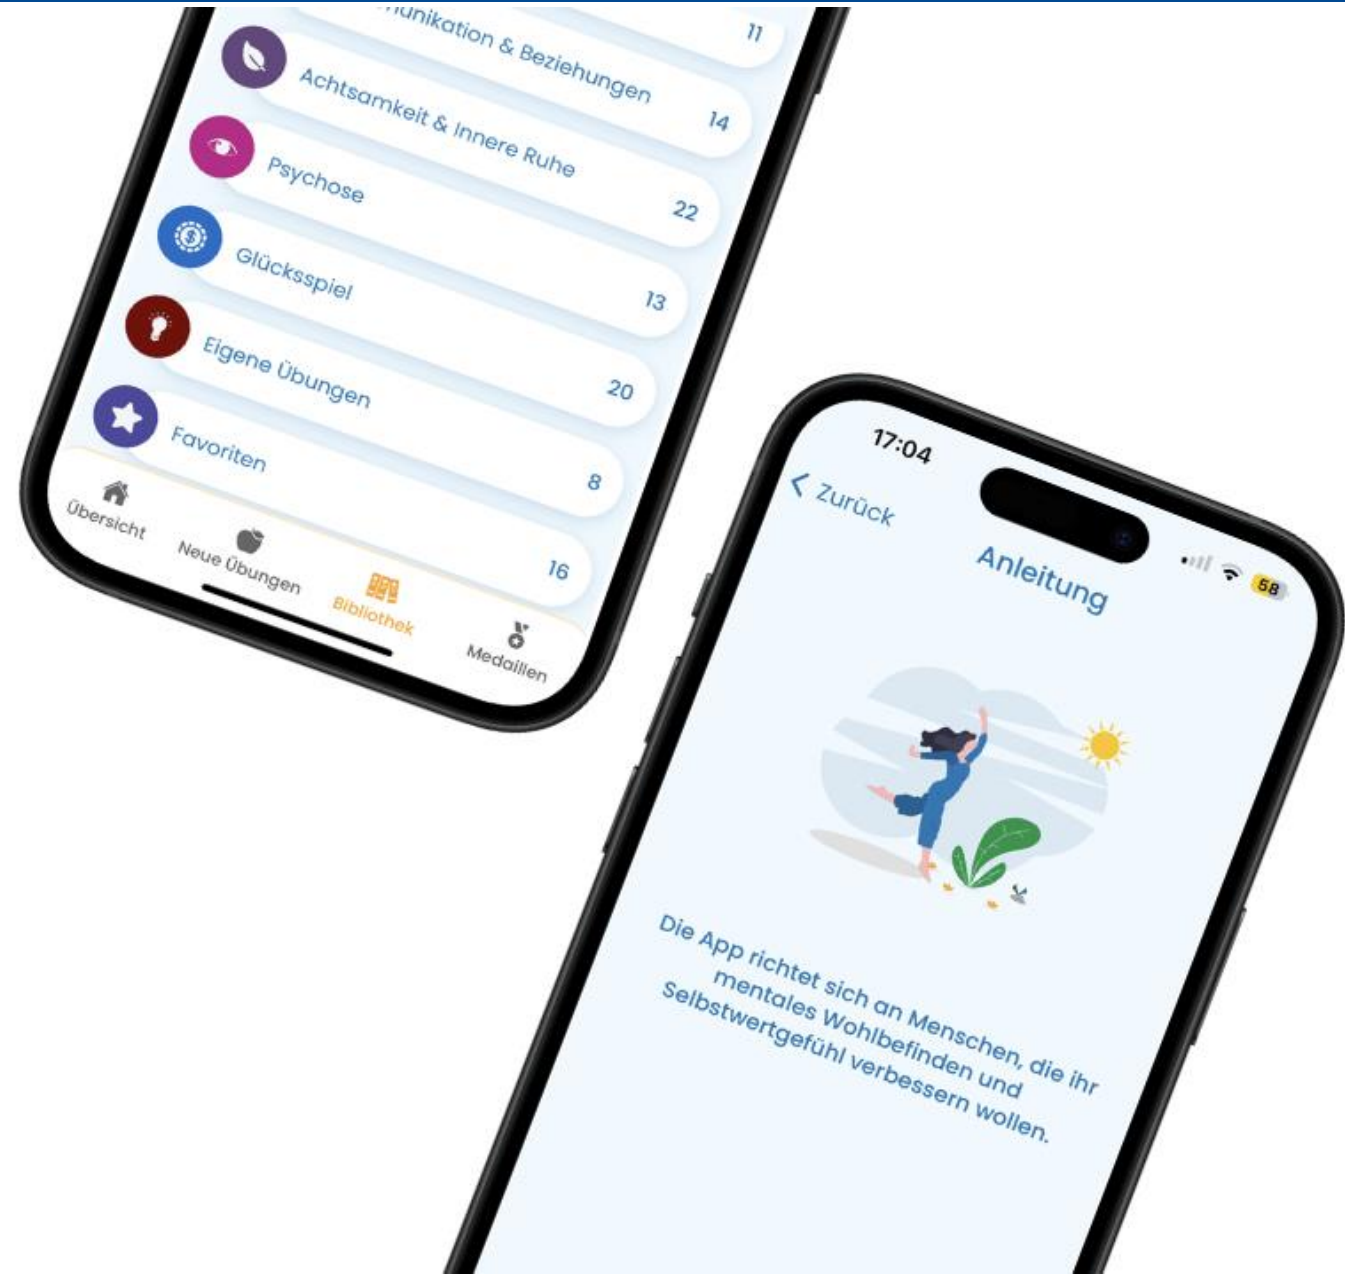 11
unikation & Beziehungen 14
Achtsamkeit & Innere Ruhe 22
Psychose 13
Glücksspiel 20
Eigene Übungen 8
Favoriten 16
Übersicht
Neue Übungen
Bibliothek
Medaillen
17:04
58
Zurück
Anleitung
Die App richtet sich an Menschen, die ihr
mentales Wohlbefinden und
Selbstwertgefühl verbessern wollen.